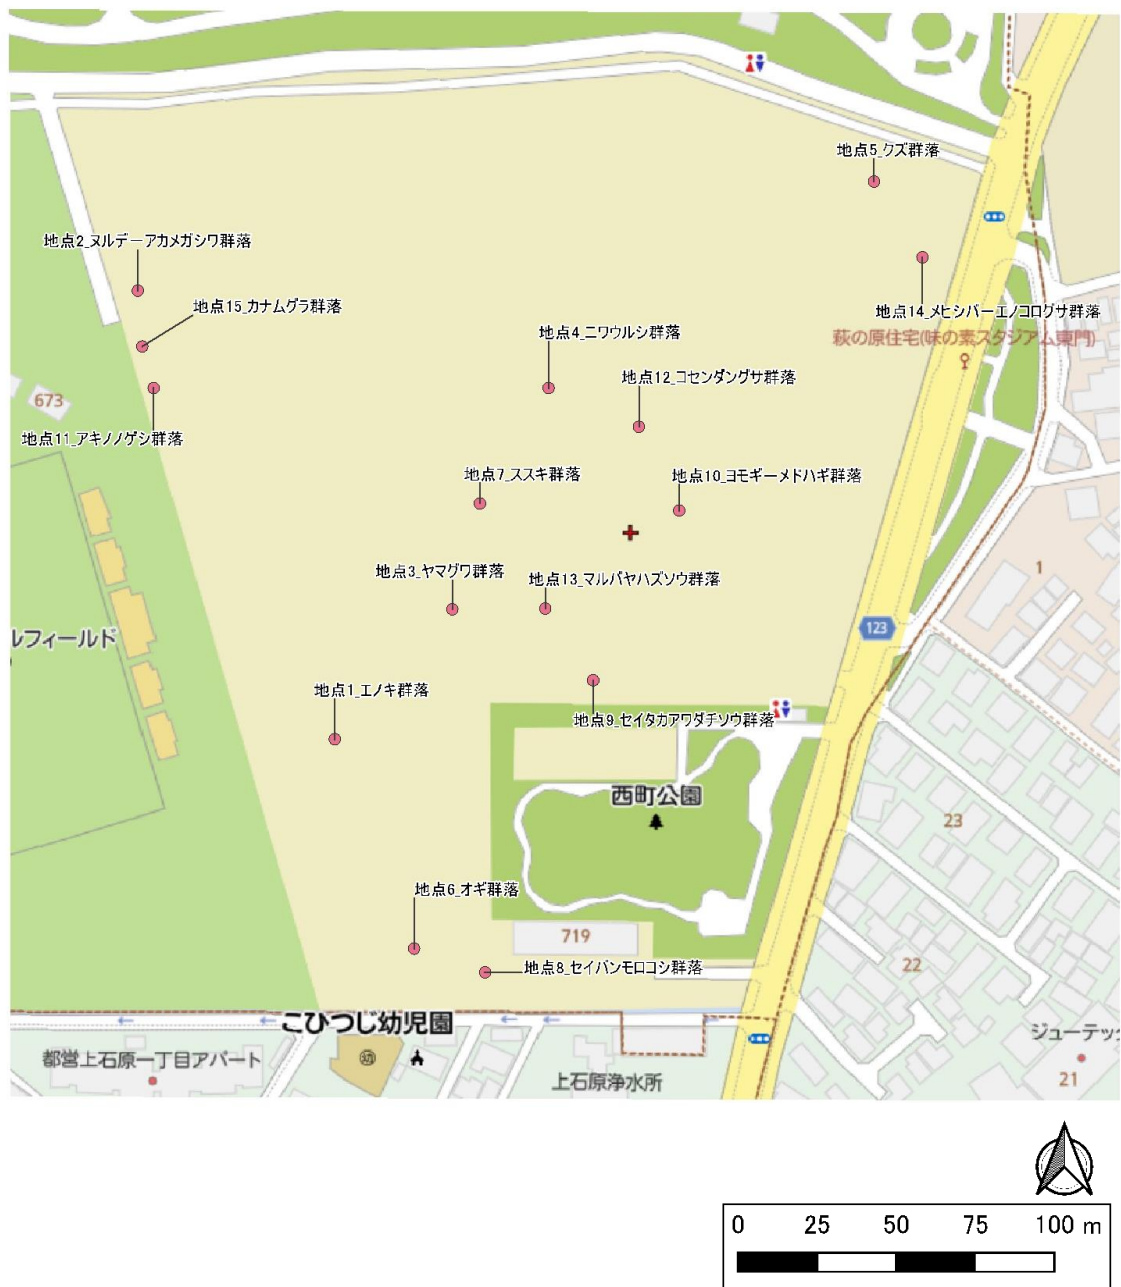 地点5_クズ群落
地点2_ヌルデーアカメガシワ群落
地点15_カナムグラ群落
地点14_メヒシバーエノコログサ群落
地点4_ニワウルシ群落
萩の原住宅(味の素スタジアム東門)
地点12_コセンダングサ群落
673
地点11_アキノノゲシ群落
地点7_ススキ群落
地点10_ヨモギーメドハギ群落
地点3_ヤマグワ群落
地点13_マルバヤハズソウ群落
1
123
ルフィールド
地点1_エノキ群落
地点9_セイタカアワダチソウ群落
西町公園
23
地点6_オギ群落
719
地点8_セイバンモロコシ群落
22
こひつじ幼児園
ジューテッ
都営上石原一丁目アパート
幼
上石原浄水所
21
0 25 50 75 100 m